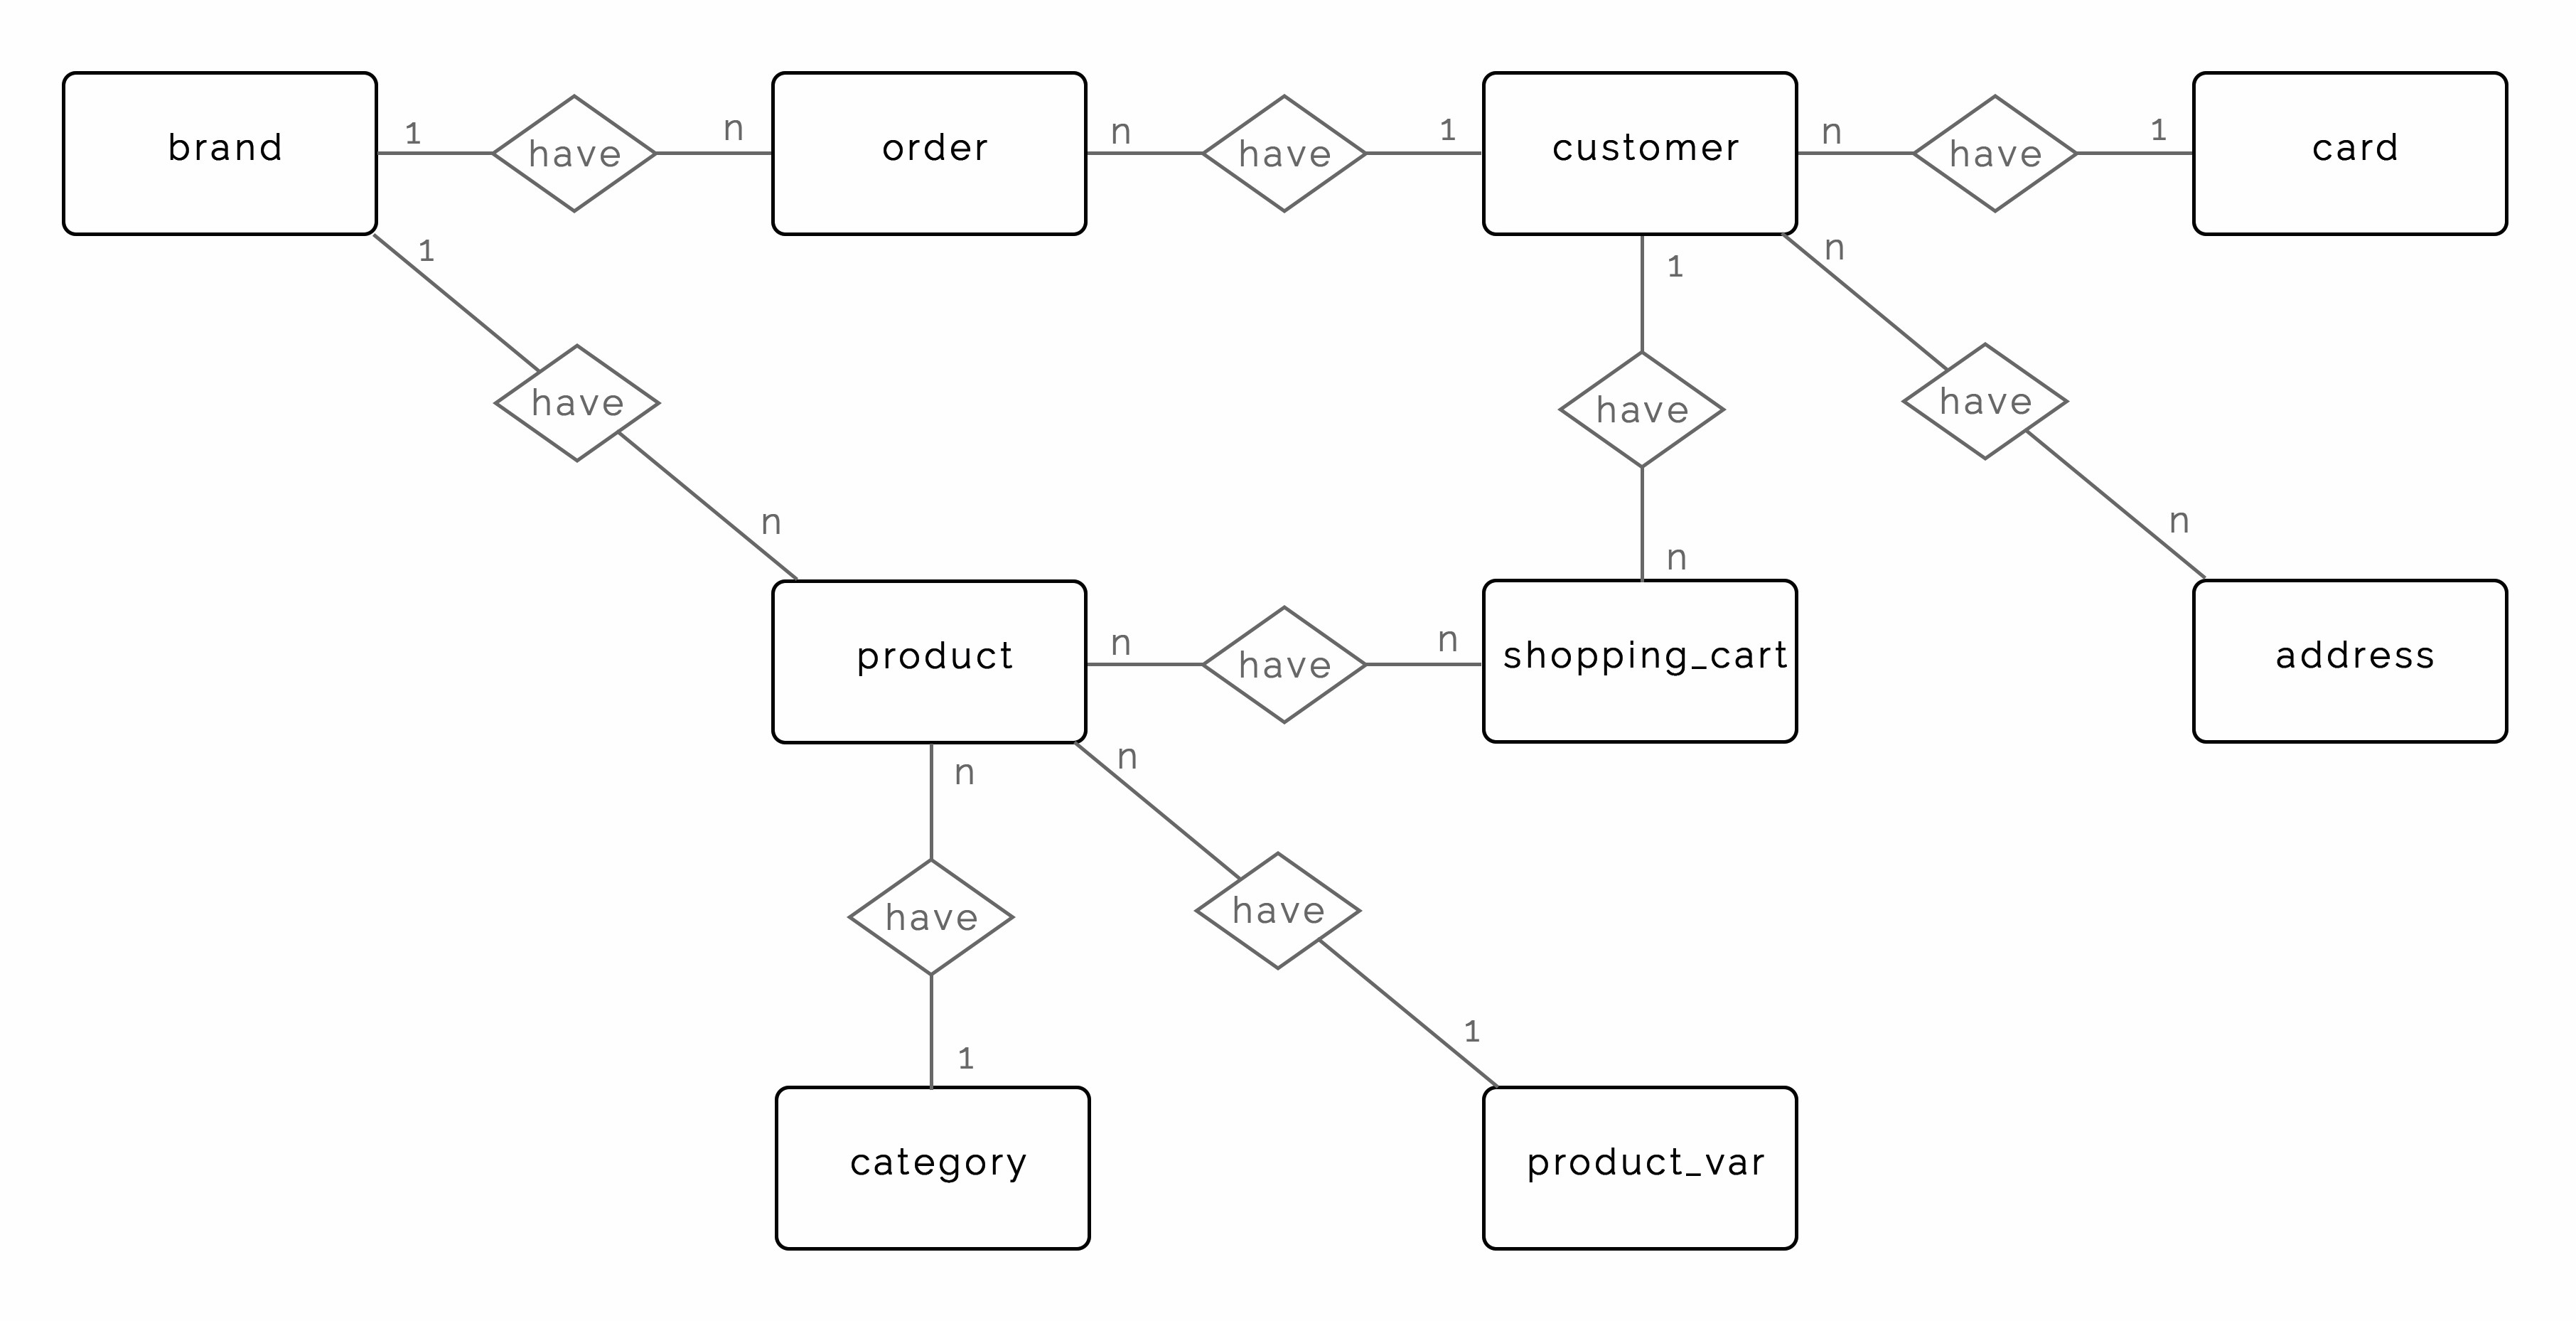 brand
1
have
n
order
n
have
1
customer
n
have
1
card
1
have
n
1
have
n
n
have
n
product
n
have
n
shopping_cart
address
n
have
1
n
have
1
category
product_var